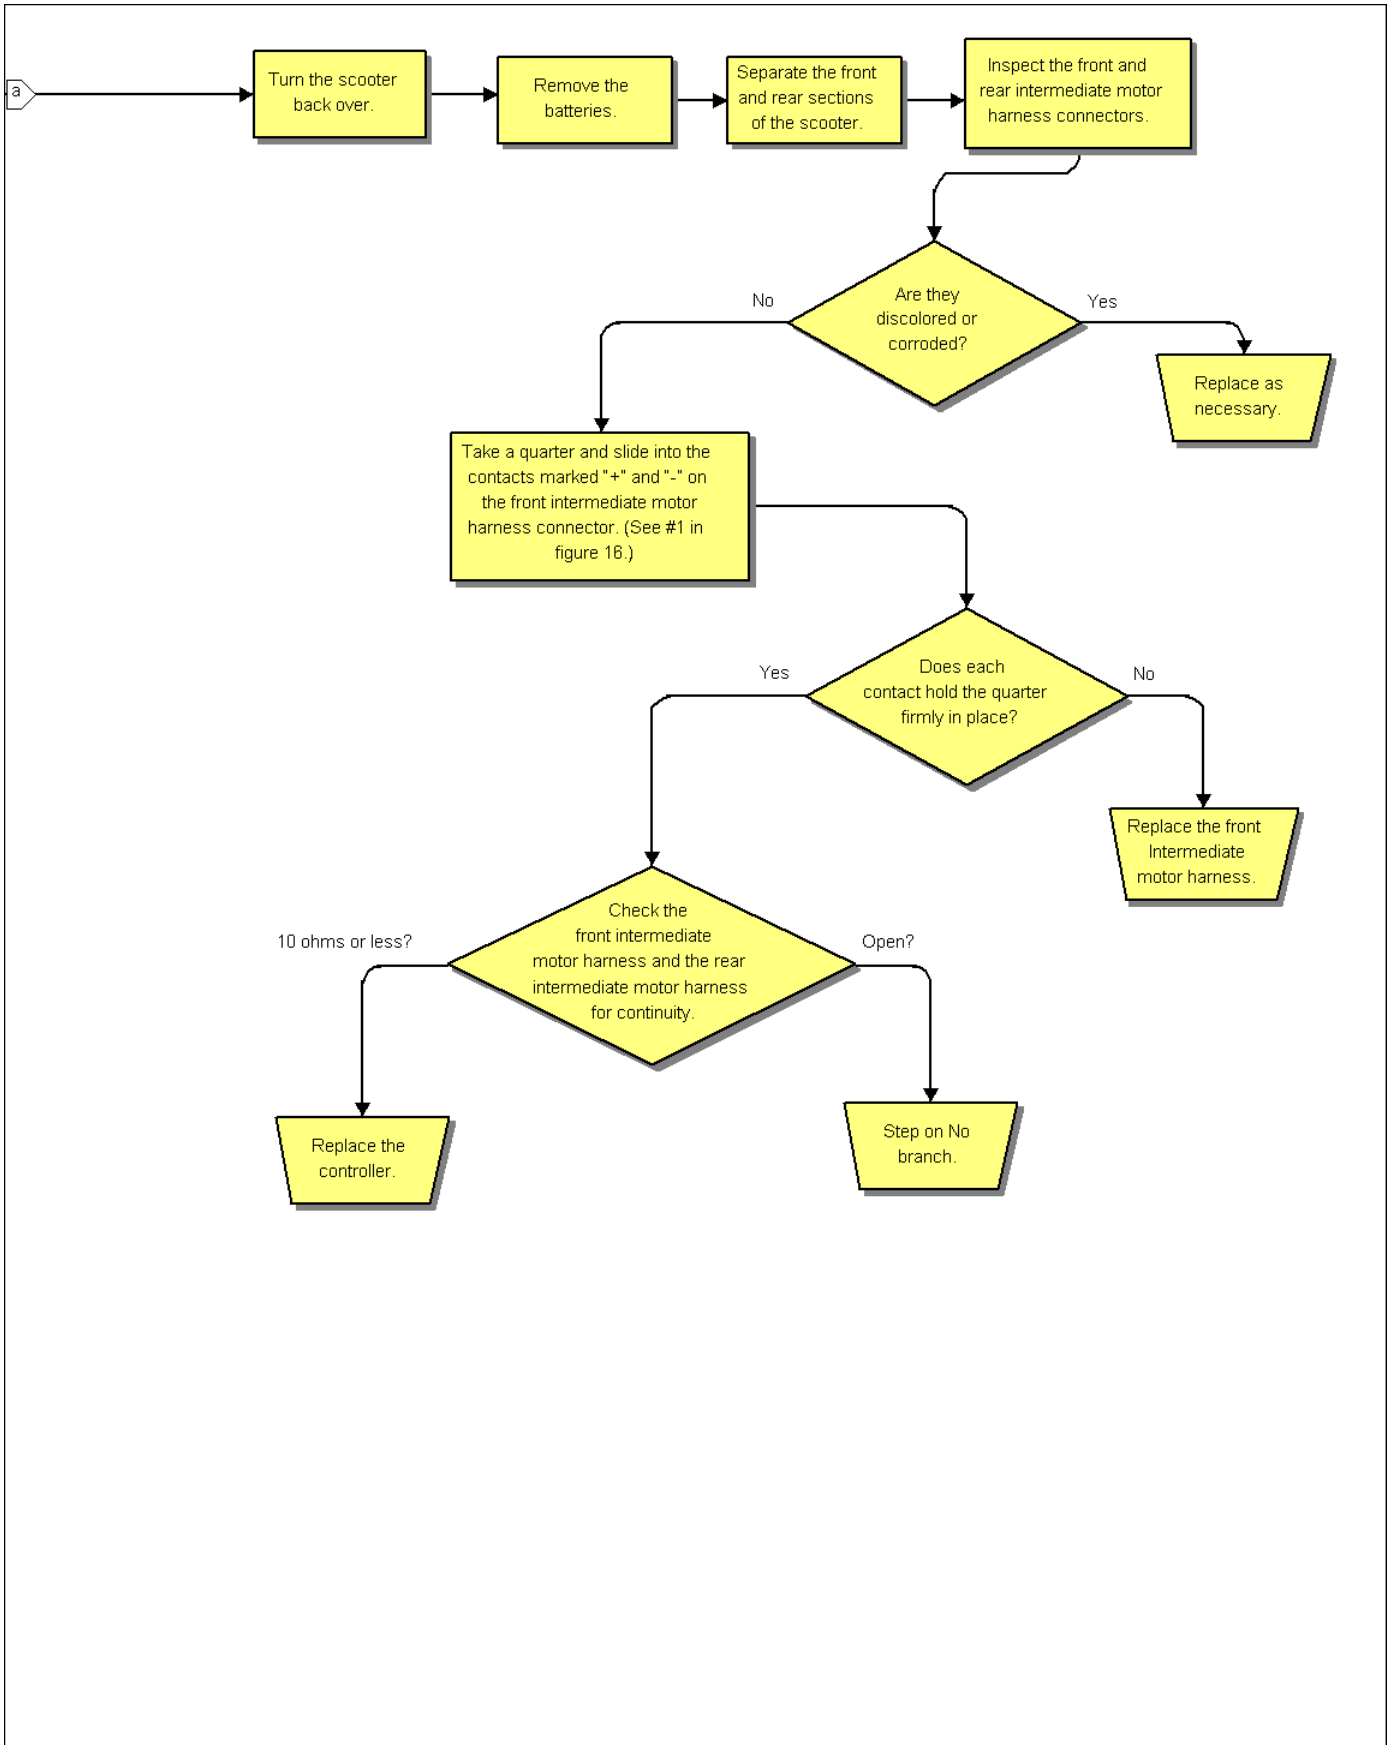 a
Turn the scooter
back over.
Remove the
batteries.
Separate the front
and rear sections
of the scooter.
Inspect the front and
rear intermediate motor
harness connectors.
Are they
discolored or
corroded?
No
Yes
Replace as
necessary.
Take a quarter and slide into the
contacts marked "+" and "-" on
the front intermediate motor
harness connector. (See #1 in
figure 16.)
Does each
contact hold the quarter
firmly in place?
Yes
No
Replace the front
Intermediate
motor harness.
Check the
front intermediate
motor harness and the rear
intermediate motor harness
for continuity.
10 ohms or less?
Open?
Replace the
controller.
Step on No
branch.